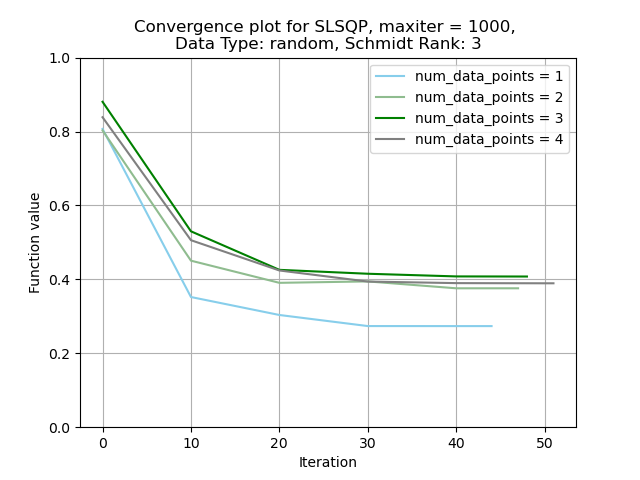 Convergence plot for SLSQP, maxiter = 1000,
Data Type: random, Schmidt Rank: 3
num_data_points = 1
num_data_points = 2
num_data_points = 3
num_data_points = 4
Function value
1.0
0.8
0.6
0.4
0.2
0.0
0 10 20 30 40 50
Iteration